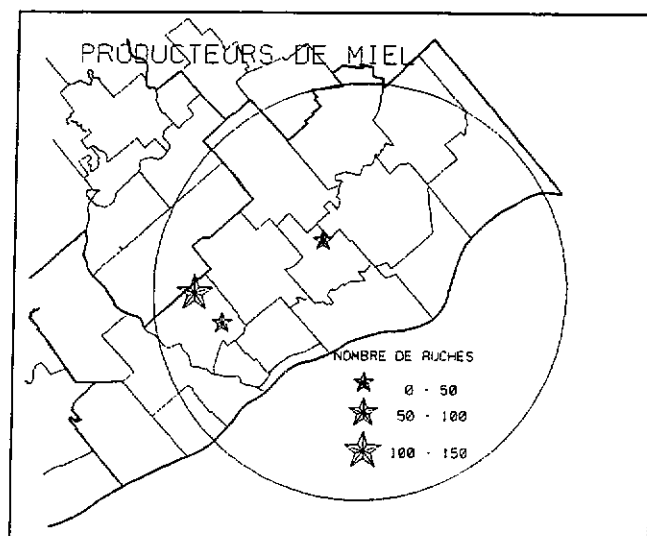 PRODUCTEURS DE MIEL
NOMBRE DE RUCHES
0 - 50
50 - 100
100 - 150